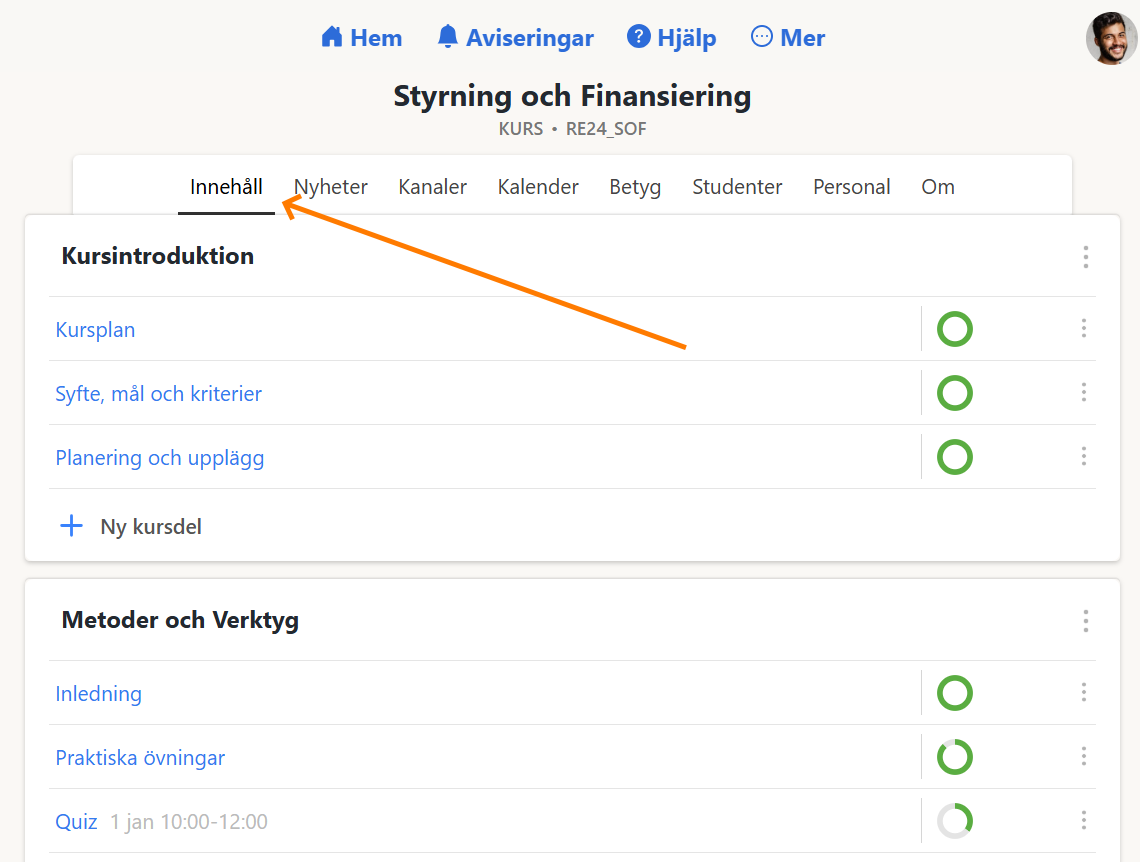 Hem Aviseringar Hjälp Mer
Styrning och Finansiering
KURS • RE24_SOF
Innehåll Nyheter Kanaler Kalender Betyg Studenter Personal Om
Kursintroduktion
Kursplan
Syfte, mål och kriterier
Planering och upplägg
Ny kursdel
Metoder och Verktyg
Inledning
Praktiska övningar
Quiz 1 jan 10:00-12:00